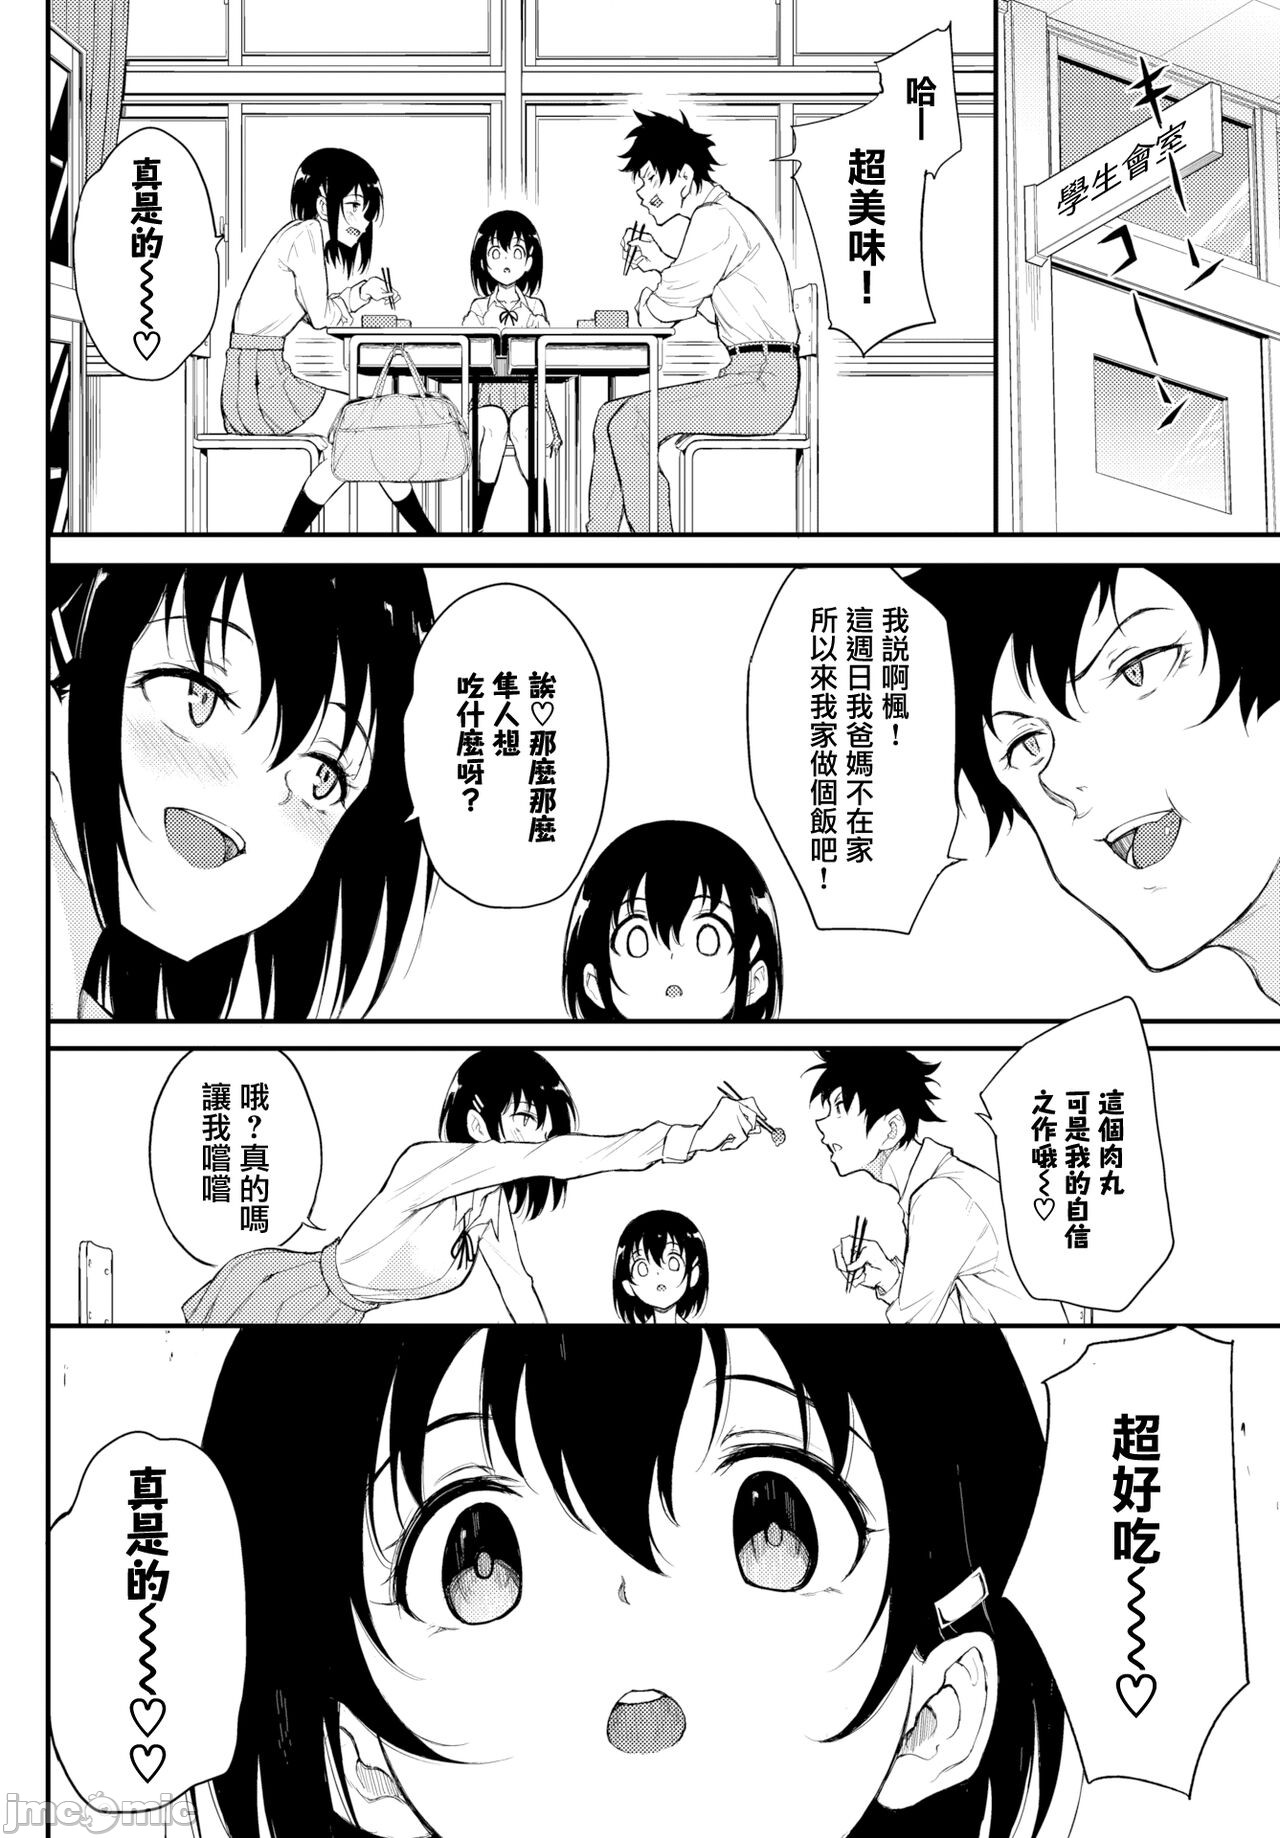 學生會室
キーンコーン
哈—
超美味！
真是的～～♡
我說啊楓！
這週日我爸媽不在家
所以來我家做個飯吧！
誒♡那麼那麼
隼人想
吃什麼呀？
這個肉丸
可是我的自信
之作哦～♡
哦？真的嗎
讓我嚐嚐
超好吃～～♡
真是的～～♡♡
jmcomic